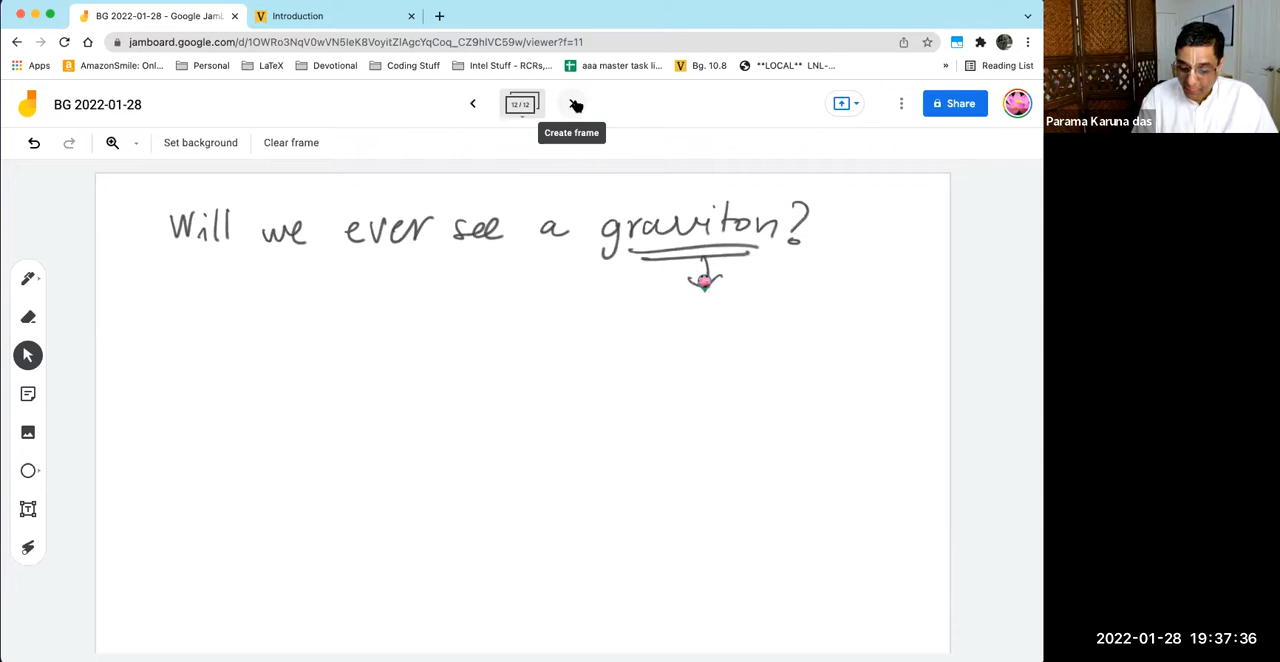 BG 2022-01-28 - Google Jam
Introduction
jamboard.google.com/d/1OWRo3NqV0wVN5IeK8VoyitZIAgcYqCoq_CZ9hIVC59w/viewer?f=11
Apps AmazonSmile: Onl... Personal LaTeX Devotional Coding Stuff Intel Stuff - RCRs,... aaa master task li... Bg. 10.8 **LOCAL** LNL-... » Reading List
BG 2022-01-28
12 / 12
Share
Parama Karuna das
Create frame
Set background Clear frame
Will we ever see a graviton?
2022-01-28 19:37:36